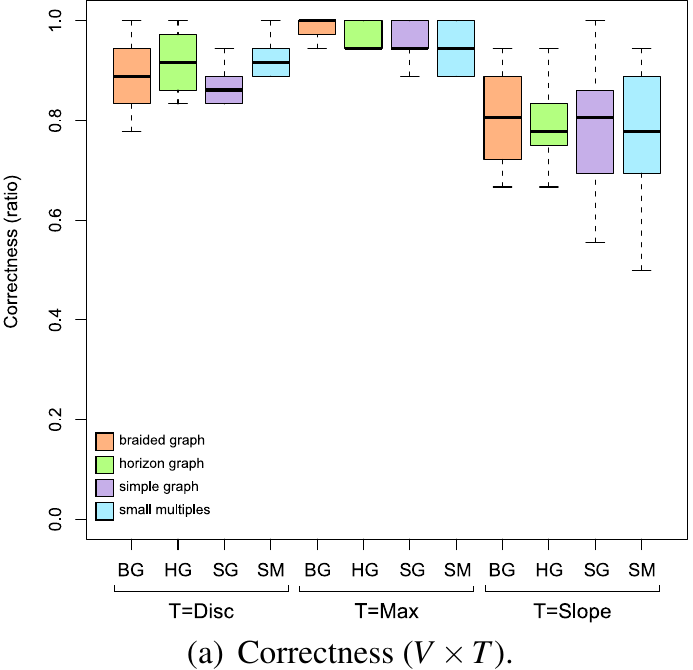 Correctness (ratio)
1.0
0.8
0.6
0.4
0.2
0.0
braided graph
horizon graph
simple graph
small multiples
BG HG SG SM BG HG SG SM BG HG SG SM
T=Disc T=Max T=Slope
(a) Correctness (V × T).